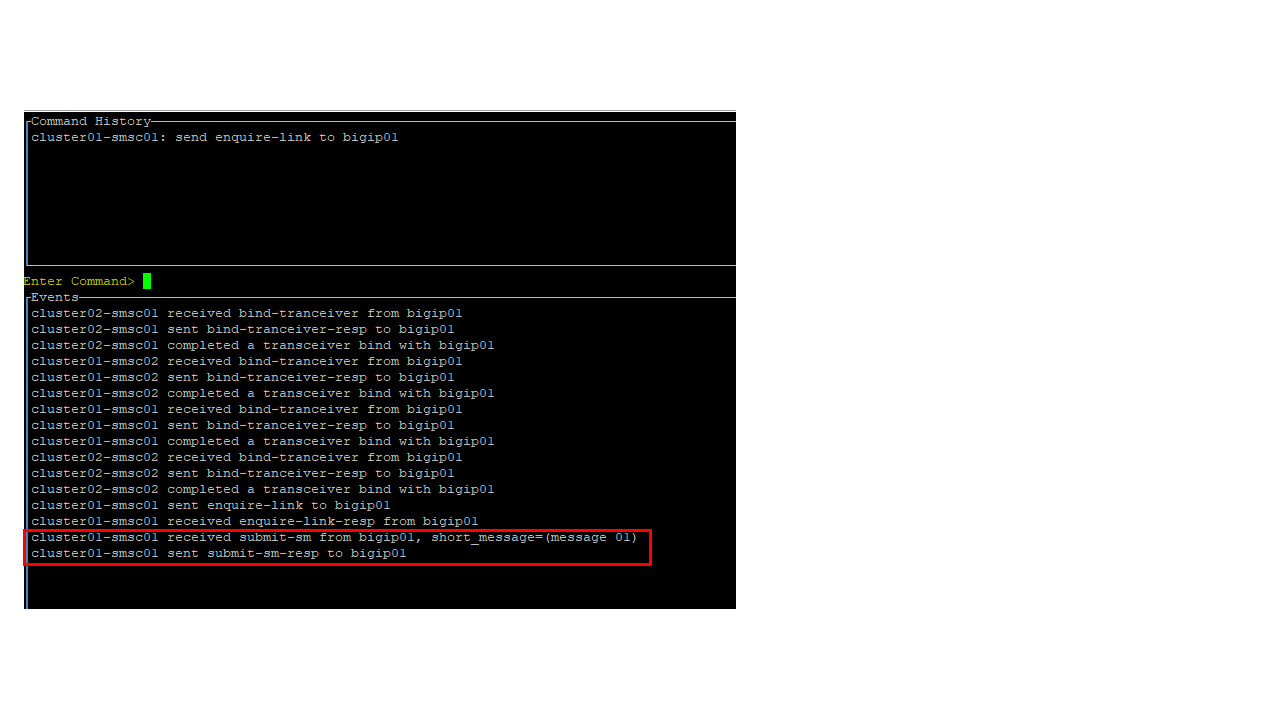 Command History
cluster01-smsc01: send enquire-link to bigip01
Enter Command>
Events
cluster02-smsc01 received bind-tranceiver from bigip01
cluster02-smsc01 sent bind-tranceiver-resp to bigip01
cluster02-smsc01 completed a transceiver bind with bigip01
cluster01-smsc02 received bind-tranceiver from bigip01
cluster01-smsc02 sent bind-tranceiver-resp to bigip01
cluster01-smsc02 completed a transceiver bind with bigip01
cluster01-smsc01 received bind-tranceiver from bigip01
cluster01-smsc01 sent bind-tranceiver-resp to bigip01
cluster01-smsc01 completed a transceiver bind with bigip01
cluster02-smsc02 received bind-tranceiver from bigip01
cluster02-smsc02 sent bind-tranceiver-resp to bigip01
cluster02-smsc02 completed a transceiver bind with bigip01
cluster01-smsc01 sent enquire-link to bigip01
cluster01-smsc01 received enquire-link-resp from bigip01
cluster01-smsc01 received submit-sm from bigip01, short_message=(message 01)
cluster01-smsc01 sent submit-sm-resp to bigip01